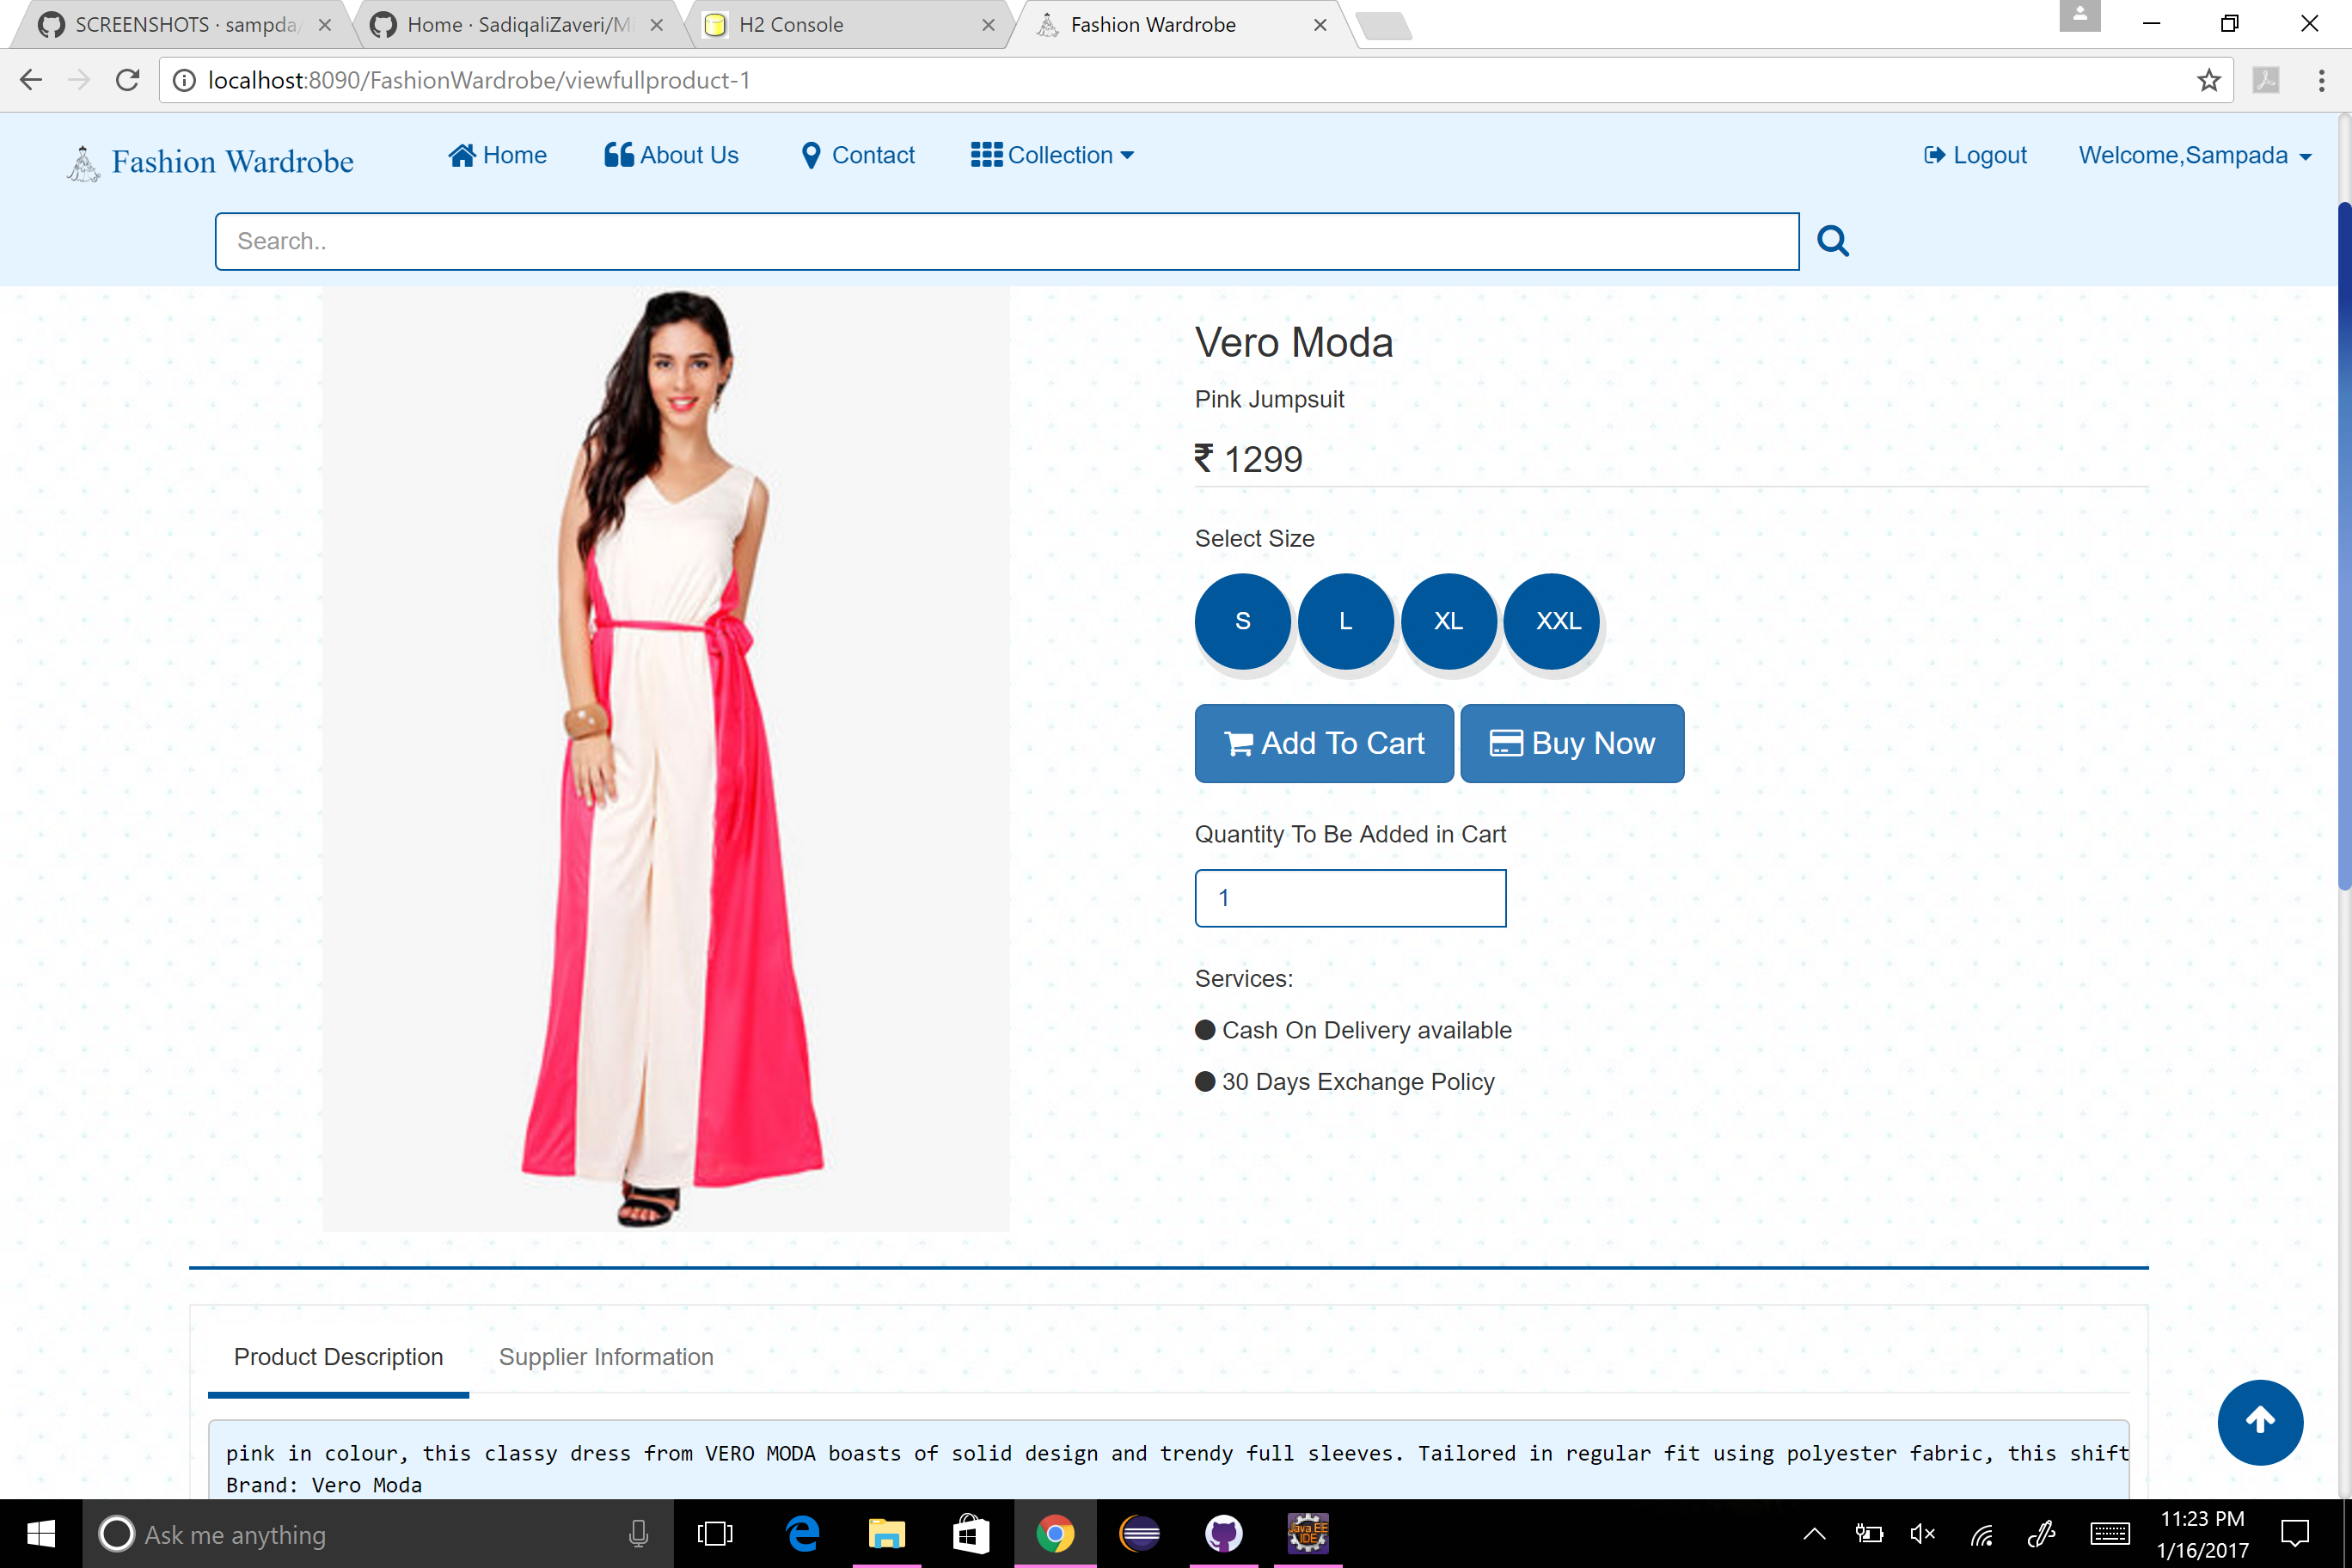 SCREENSHOTS · sampda/
Home · SadiqaliZaveri/Mi
H2 Console
Fashion Wardrobe
localhost:8090/FashionWardrobe/viewfullproduct-1
Fashion Wardrobe
Home
About Us
Contact
Collection
Logout
Welcome,Sampada
Search..
Vero Moda
Pink Jumpsuit
₹ 1299
Select Size
S L XL XXL
Add To Cart
Buy Now
Quantity To Be Added in Cart
1
Services:
Cash On Delivery available
30 Days Exchange Policy
Product Description
Supplier Information
pink in colour, this classy dress from VERO MODA boasts of solid design and trendy full sleeves. Tailored in regular fit using polyester fabric, this shift
Brand: Vero Moda
Ask me anything
Java EE
IDE
11:23 PM
1/16/2017